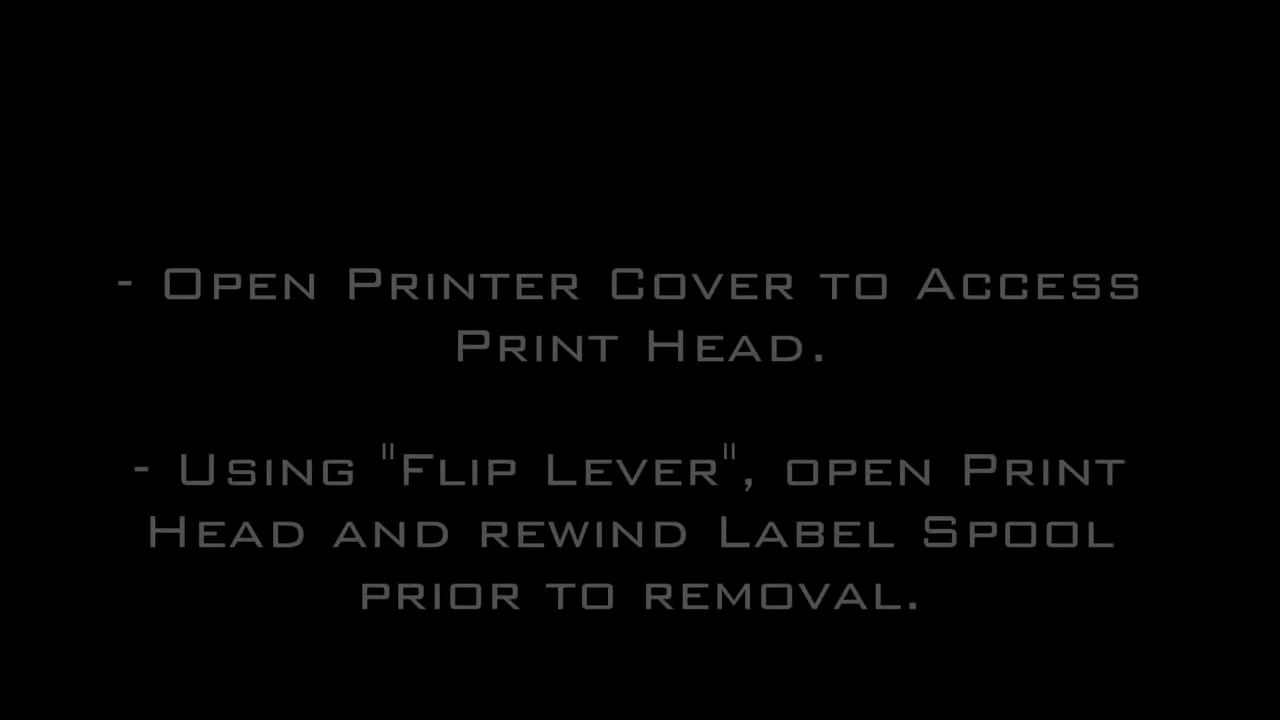 - Open Printer Cover to Access
Print Head.
- Using "Flip Lever", open Print
Head and rewind Label Spool
prior to removal.